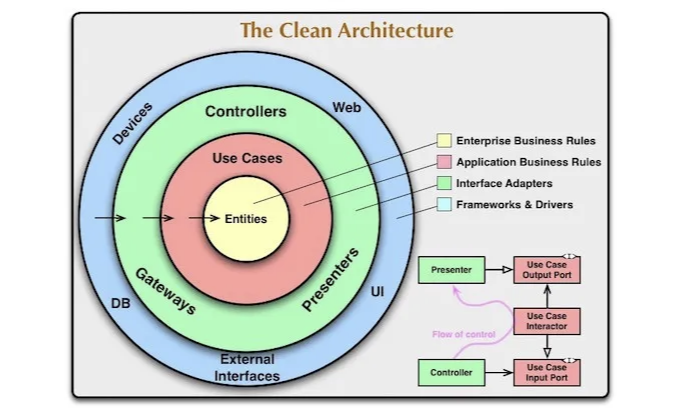 The Clean Architecture
Devices
Web
Controllers
Use Cases
Entities
Gateways
Presenters
DB
UI
External
Interfaces
Enterprise Business Rules
Application Business Rules
Interface Adapters
Frameworks & Drivers
Presenter
Use Case
Output Port
<I>
Flow of control
Use Case
Interactor
Controller
Use Case
Input Port
<I>